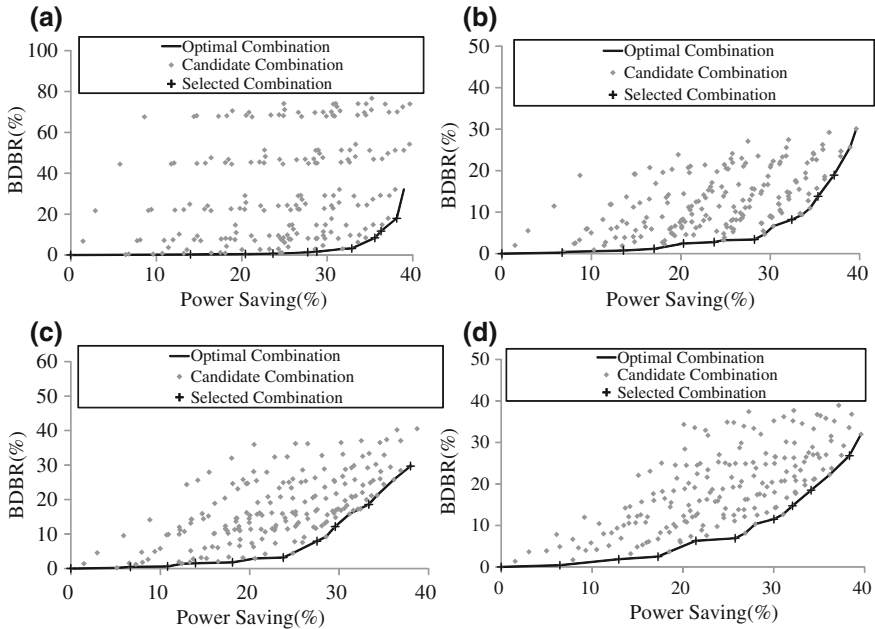 (a)
Optimal Combination
Candidate Combination
Selected Combination
BDBR(%)
100
80
60
40
20
0
0 10 20 30 40
Power Saving(%)
(b)
Optimal Combination
Candidate Combination
Selected Combination
BDBR(%)
50
40
30
20
10
0
0 10 20 30 40
Power Saving(%)
(c)
Optimal Combination
Candidate Combination
Selected Combination
BDBR(%)
60
50
40
30
20
10
0
0 10 20 30 40
Power Saving(%)
(d)
Optimal Combination
Candidate Combination
Selected Combination
BDBR(%)
50
40
30
20
10
0
0 10 20 30 40
Power Saving(%)